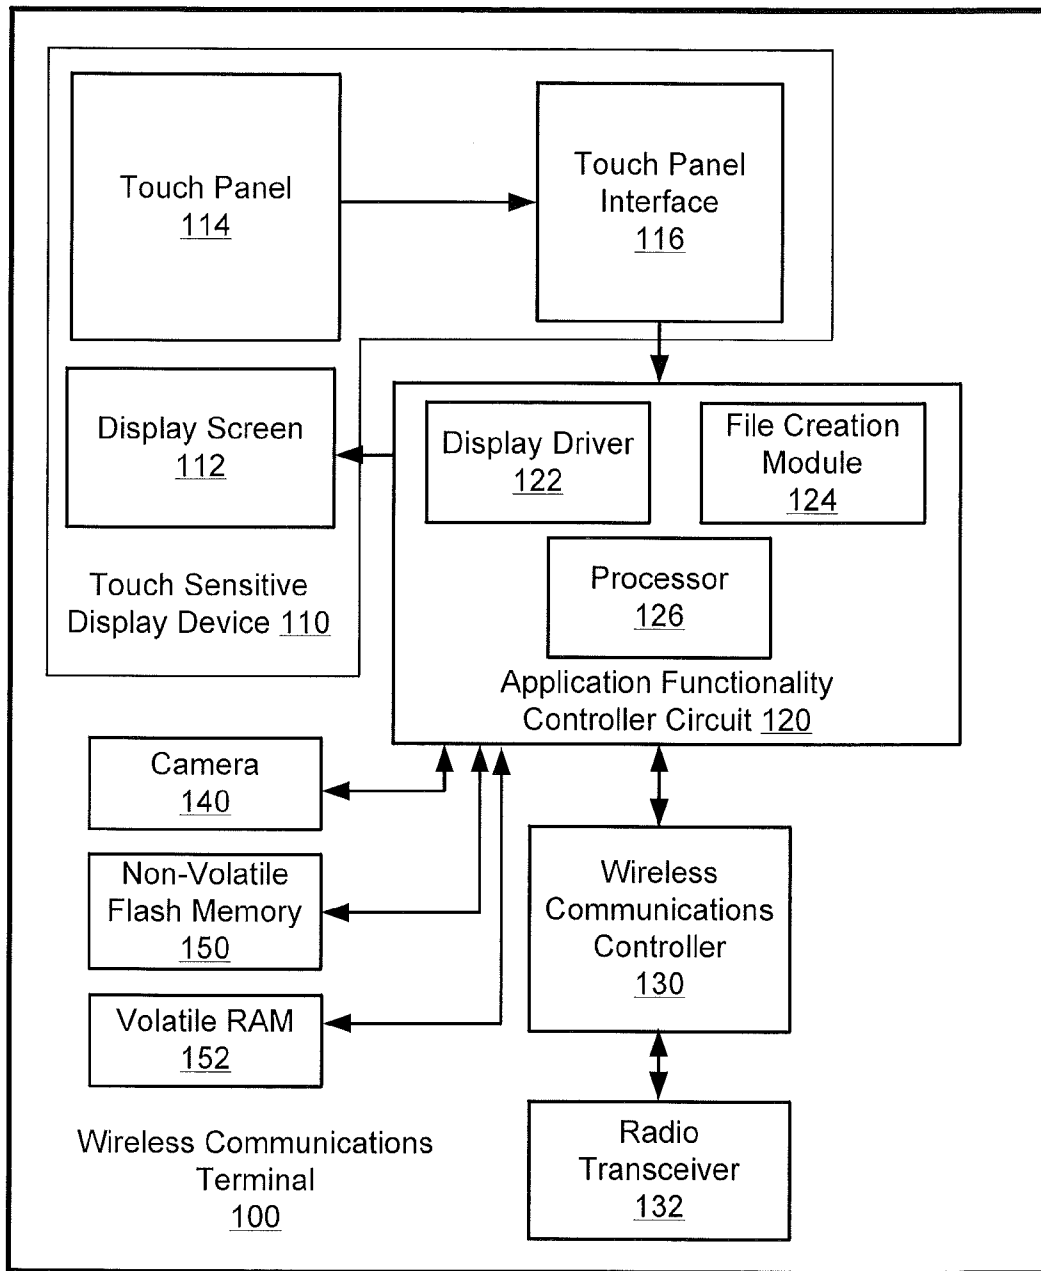 Touch Panel
114
Touch Panel
Interface
116
Display Screen
112
Touch Sensitive
Display Device 110
Display Driver
122
File Creation
Module
124
Processor
126
Application Functionality
Controller Circuit 120
Camera
140
Non-Volatile
Flash Memory
150
Volatile RAM
152
Wireless
Communications
Controller
130
Radio
Transceiver
132
Wireless Communications
Terminal
100